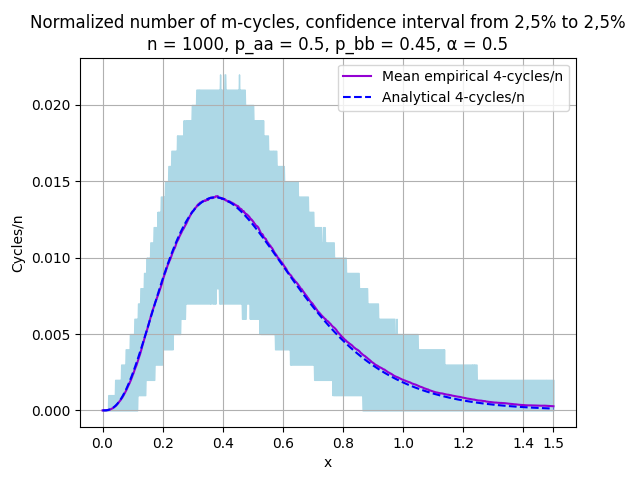 Normalized number of m-cycles, confidence interval from 2,5% to 2,5%
n = 1000, p_aa = 0.5, p_bb = 0.45, α = 0.5
Mean empirical 4-cycles/n
Analytical 4-cycles/n
0.020
0.015
0.010
0.005
0.000
Cycles/n
0.0 0.2 0.4 0.6 0.8 1.0 1.2 1.4 1.5
x